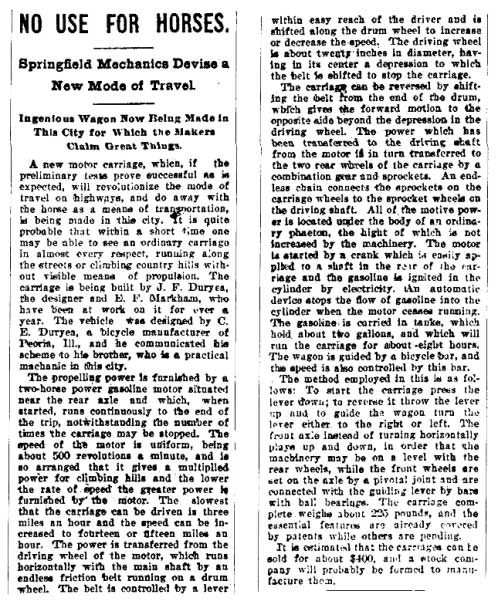 NO USE FOR HORSES.
Springfield Mechanics Devise a
New Mode of Travel.
Ingenious Wagon Now Being Made in
This City for Which the Makers
Claim Great Things.
A new motor carriage, when, if the
preliminary tests prove successful as is
expected, will revolutionize the mode of
travel on highways, and do away with
the horse as a means of transportation,
is being made in this city. It is quite
probable that within a short time one
may be able to see an ordinary carriage
in almost every respect, running along
the streets or climbing country hills with-
out visible means of propulsion. The
carriage is being built by J. F. Duryea,
the designer and E. F. Markham, who
have been at work on it for over a
year. The vehicle was designed by C.
E. Duryea, a bicycle manufacturer of
Peoria, Ill., and he communicated his
scheme to his brother, who is a practical
machanic in this city.
The propelling power is furnished by a
two-horse power gasoline motor situated
near the rear axle and which, when
started, runs continuously to the end of
the trip, notwithstanding the number of
times the carriage may be stopped. The
speed of the motor is uniform, being
about 500 revolutions a minute, and is
so arranged that it gives a multiplied
power for climbing hills and the lower
the rate of speed the greater power is
furnished by the motor. The slowest
that the carriage can be driven is three
miles an hour and the speed can be in-
creased to fourteen or fifteen miles an
hour. The power is transferred from the
driving wheel of the motor, which runs
horizontally with the main shaft by an
endless friction belt running on a drum
wheel. The belt is controlled by a lever
within easy reach of the driver and is
shifted along the drum wheel to increase
or decrease the speed. The driving wheel
is about twenty inches in diameter, hav-
ing in its center a depression to which
the belt is shifted to stop the carriage.
The carriage can be reversed by shift-
ing the belt from the end of the drum,
which gives the forward motion to the
opposite side beyond the depression in the
driving wheel. The power which has
been transferred to the driving shaft
from the motor is in turn transferred to
the two rear wheels of the carriage by a
combination gear and sprockets. An end-
less chain connects the sprockets on the
carriage wheels to the sprocket wheels on
the driving shaft. All of the motive pow-
er is located under the body of an ordina-
ry phaeton, the hight of which is not
increased by the machinery. The motor
is started by a crank which is easily ap-
plied to a shaft in the rear of the car-
riage and the gasoline is ignited in the
cylinder by electricity. An automatic
device stops the flow of gasoline into the
cylinder when the motor ceases running.
The gasoline is carried in tanks, which
hold about two gallons, and which will
run the carriage for about eight hours.
The wagon is guided by a bicycle bar, and
the speed is also controlled by this bar.
The method employed in this is as fol-
lows: To start the carriage press the
lever down; to reverse it throw the lever
up and to guide the wagon turn the
lever either to the right or left. The
front axle instead of turning horizontally
plays up and down, in order that the
machinery may be on a level with the
rear wheels, while the front wheels are
set on the axle by a pivotal joint and are
connected with the guiding lever by bars
with ball bearings. The carriage com-
plete weighs about 225 pounds, and the
essential features are already covered
by patents while others are pending.
It is estimated that the carriages can be
sold for about $400, and a stock com-
pany will probably be formed to manu-
facture them.